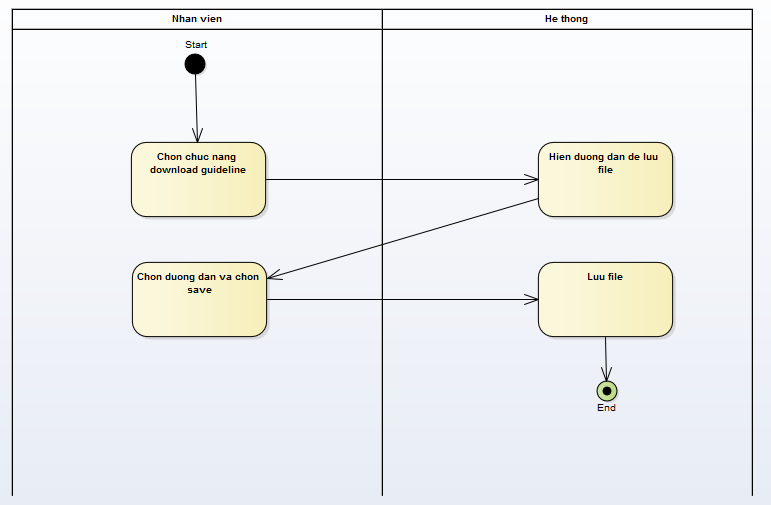 Nhan vien
He thong
Start
Chon chuc nang
download guideline
Hien duong dan de luu
file
Chon duong dan va chon
save
Luu file
End